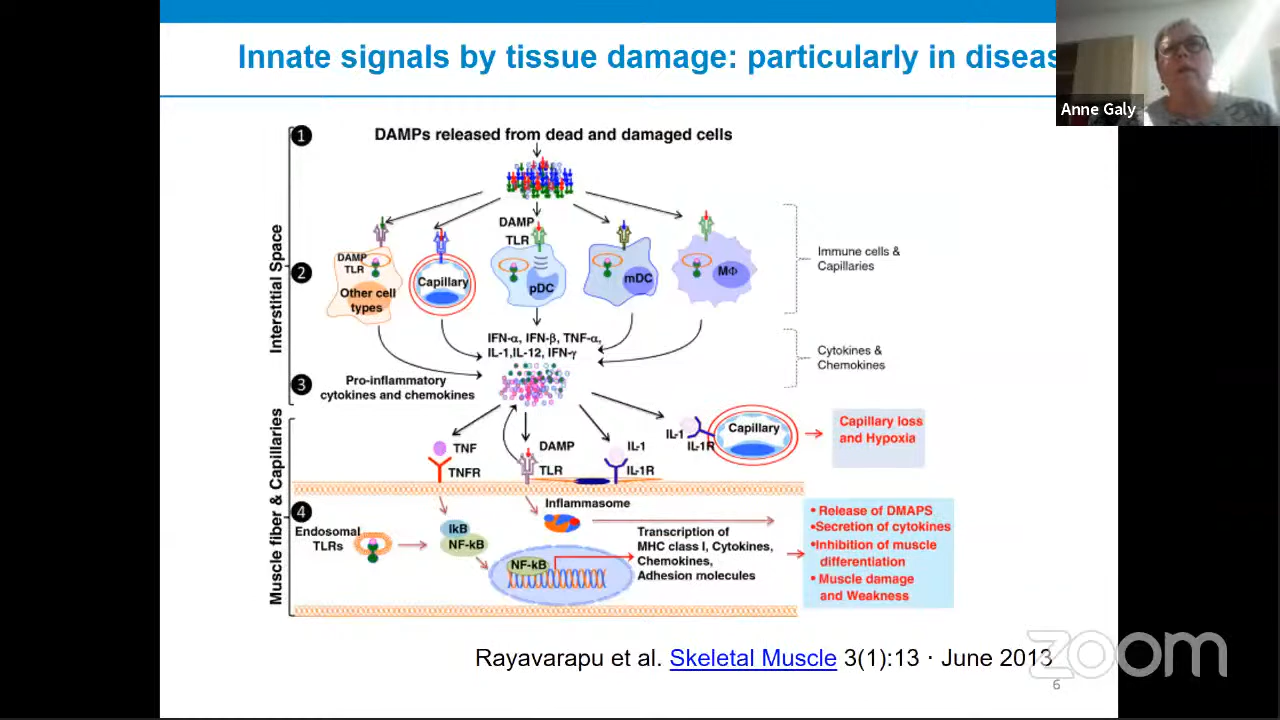 Innate signals by tissue damage: particularly in diseas
Anne Galy
1
DAMPs released from dead and damaged cells
Interstitial Space
2
DAMP
TLR
Other cell
types
Capillary
DAMP
TLR
pDC
mDC
MΦ
Immune cells &
Capillaries
IFN-α, IFN-β, TNF-α,
IL-1,IL-12, IFN-γ
Cytokines &
Chemokines
3
Pro-inflammatory
cytokines and chemokines
Muscle fiber & Capillaries
TNF
TNFR
DAMP
TLR
IL-1
IL-1R
IL-1
IL-1R
Capillary
Capillary loss
and Hypoxia
4
Endosomal
TLRs
IkB
NF-kB
Inflammasome
NF-kB
Transcription of
MHC class I, Cytokines,
Chemokines,
Adhesion molecules
• Release of DMAPS
•Secretion of cytokines
•Inhibition of muscle
differentiation
• Muscle damage
and Weakness
Rayavarapu et al. Skeletal Muscle 3(1):13 · June 2013
zoom
6